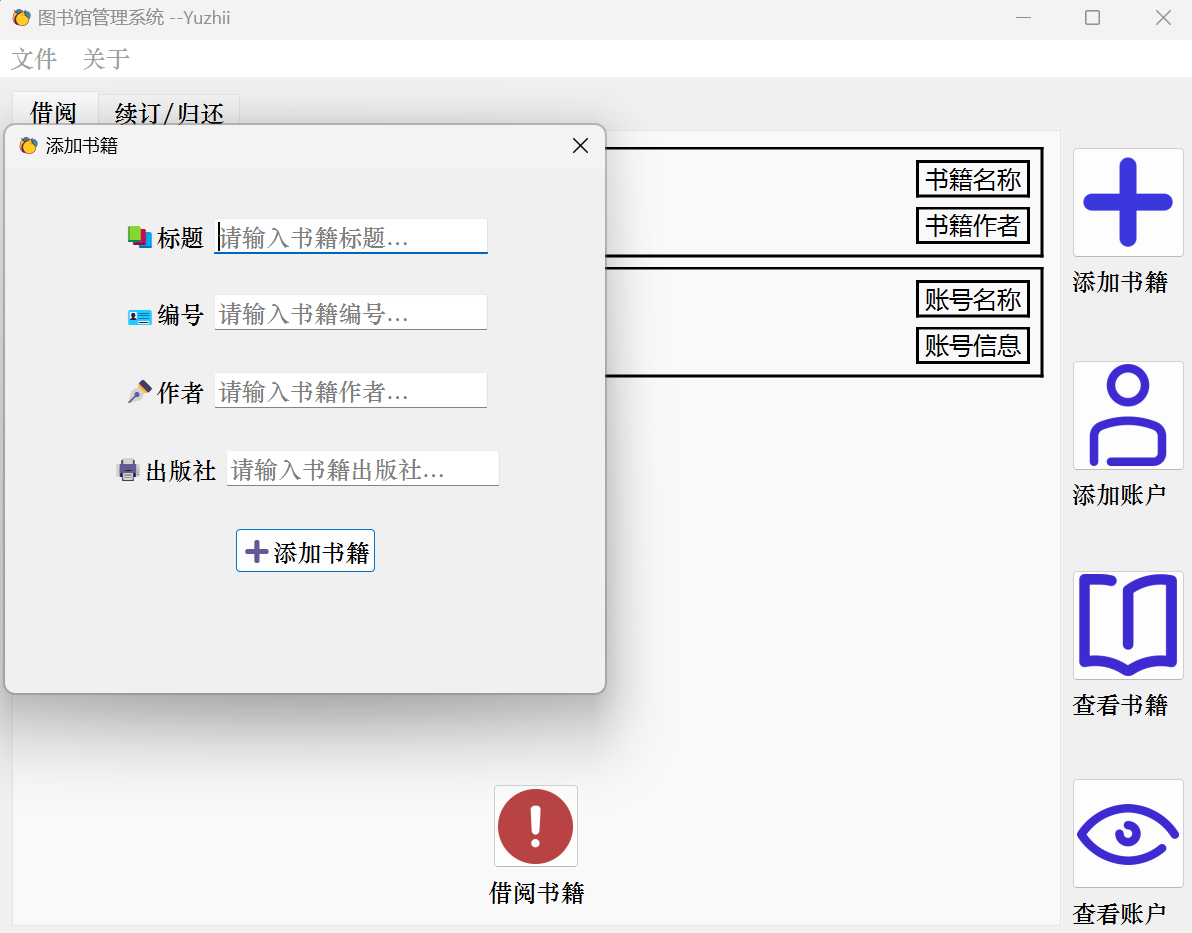 图书馆管理系统 --Yuzhii
文件 关于
借阅 续订/归还
添加书籍
标题 请输入书籍标题...
编号 请输入书籍编号...
作者 请输入书籍作者...
出版社 请输入书籍出版社...
添加书籍
书籍名称
书籍作者
账号名称
账号信息
借阅书籍
添加书籍
添加账户
查看书籍
查看账户